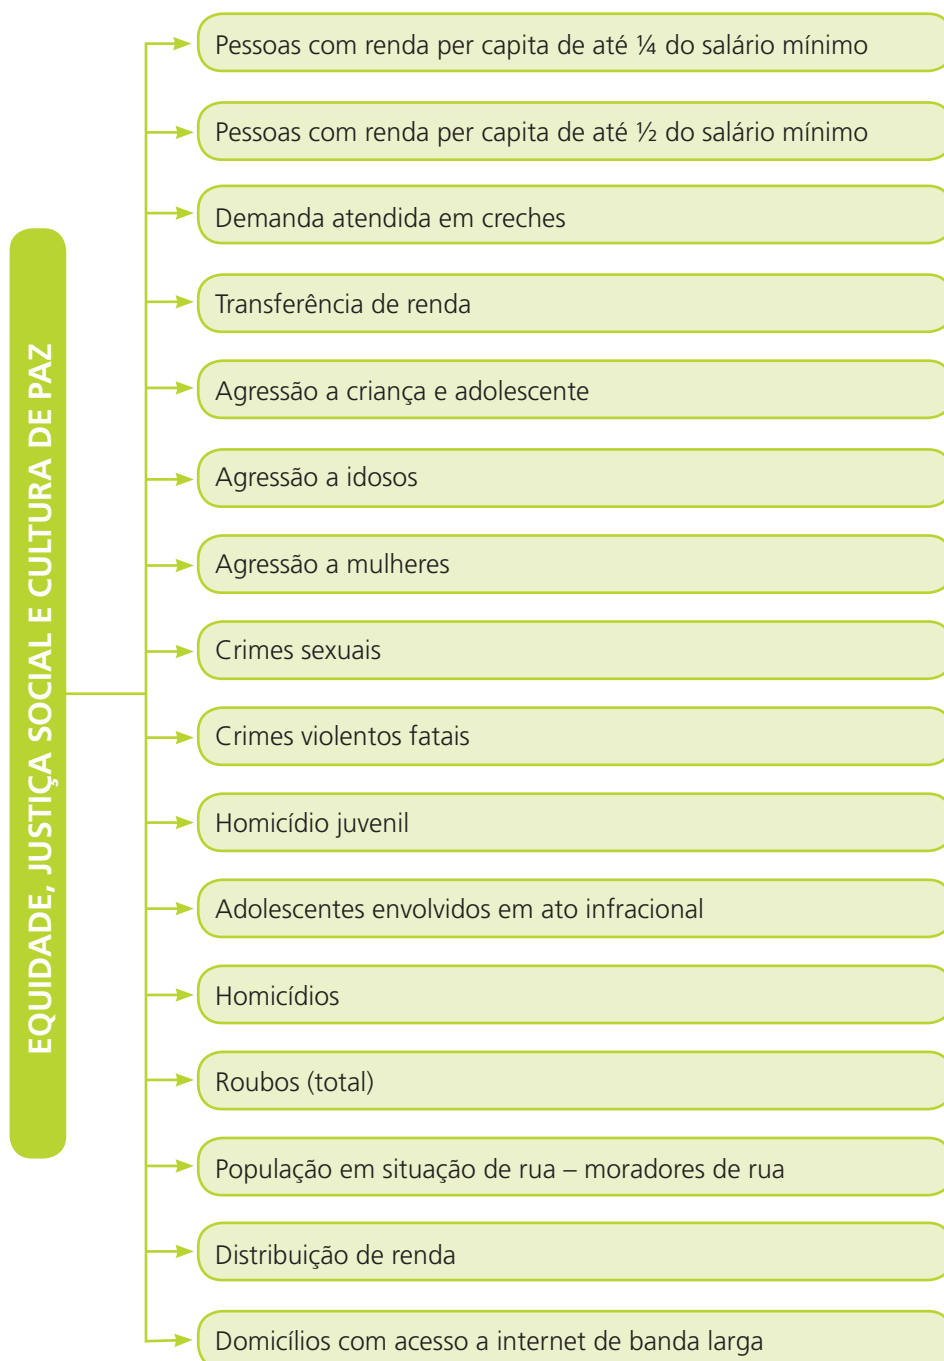 EQUIDADE, JUSTIÇA SOCIAL E CULTURA DE PAZ
Pessoas com renda per capita de até ¼ do salário mínimo
Pessoas com renda per capita de até ½ do salário mínimo
Demanda atendida em creches
Transferência de renda
Agressão a criança e adolescente
Agressão a idosos
Agressão a mulheres
Crimes sexuais
Crimes violentos fatais
Homicídio juvenil
Adolescentes envolvidos em ato infracional
Homicídios
Roubos (total)
População em situação de rua – moradores de rua
Distribuição de renda
Domicílios com acesso a internet de banda larga